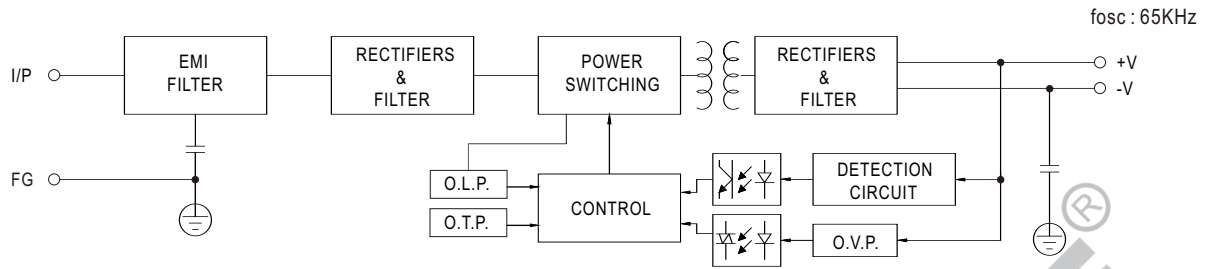 fosc : 65KHz
I/P
EMI
FILTER
RECTIFIERS
&
FILTER
POWER
SWITCHING
RECTIFIERS
&
FILTER
+V
-V
FG
O.L.P.
O.T.P.
CONTROL
DETECTION
CIRCUIT
O.V.P.
®